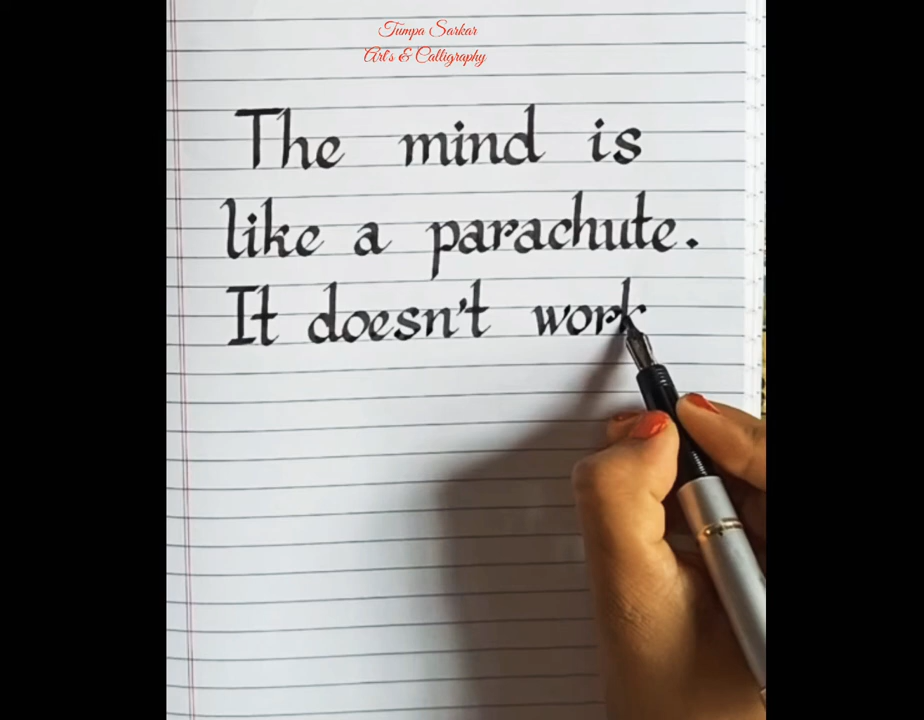 Tumpa Sarkar
Art's & Calligraphy
The mind is
like a parachute.
It doesn't work